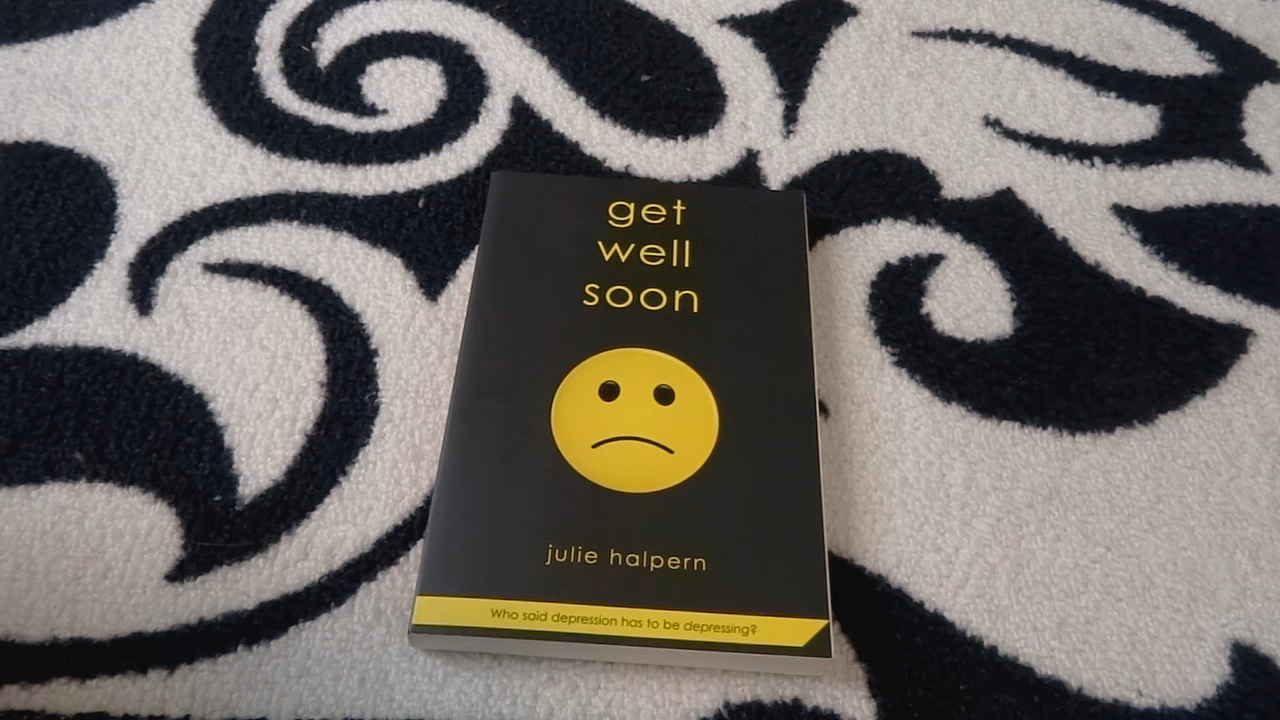 get
well
soon
julie halpern
Who said depression has to be depressing?